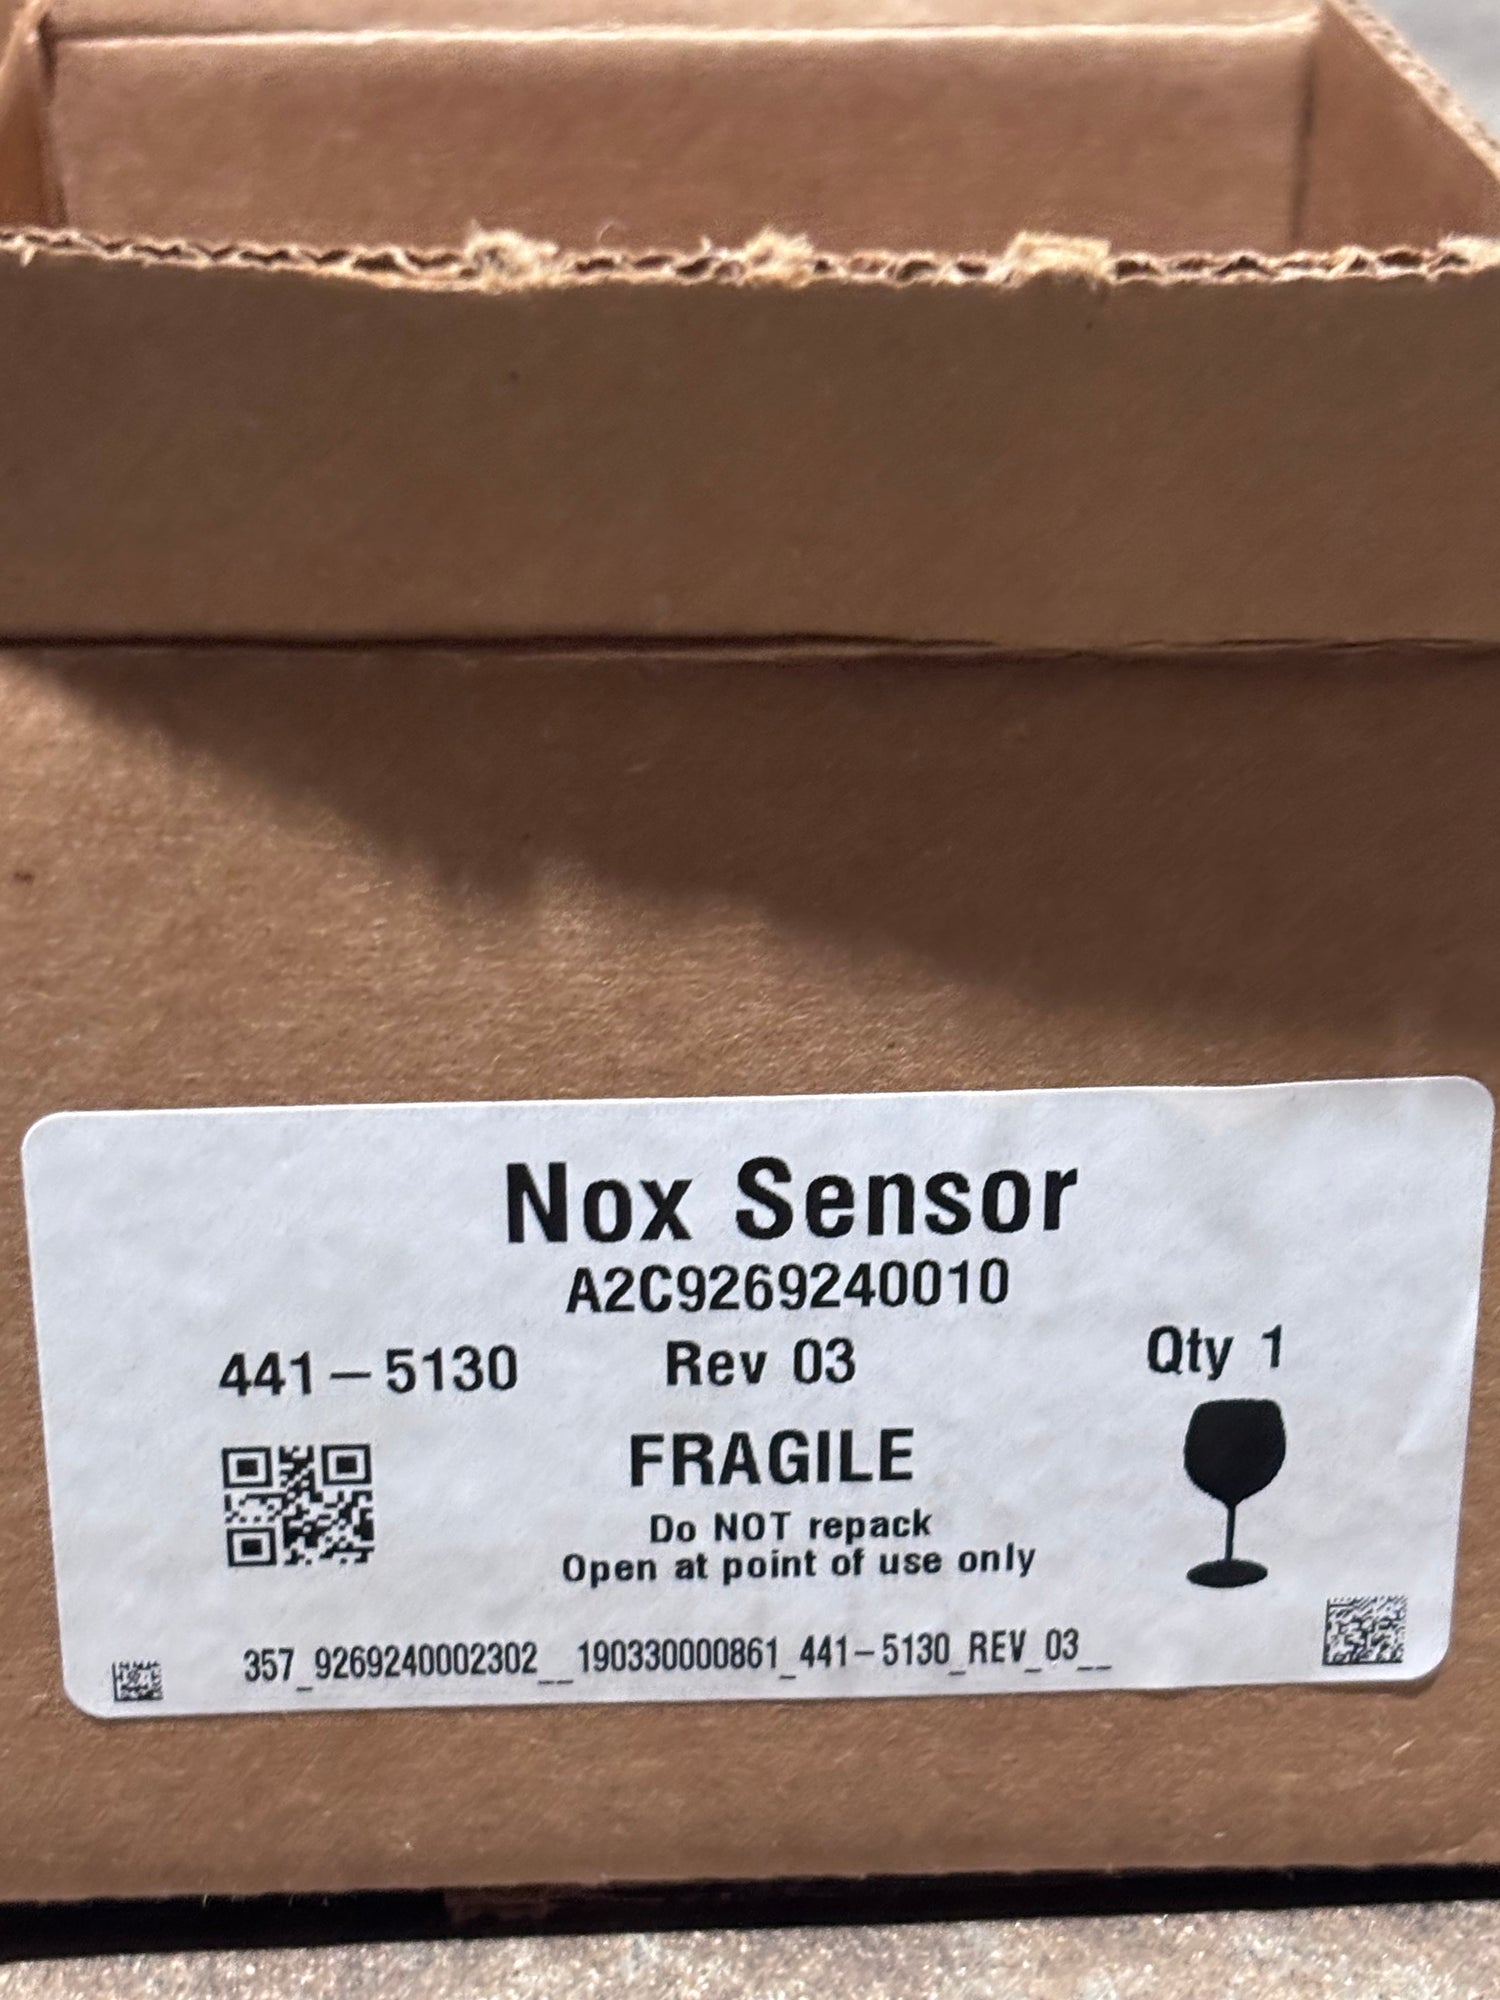 Nox Sensor
A2C9269240010
441-5130 Rev 03 Qty 1
FRAGILE
Do NOT repack
Open at point of use only
357_9269240002302__190330000861_441-5130_REV_03__